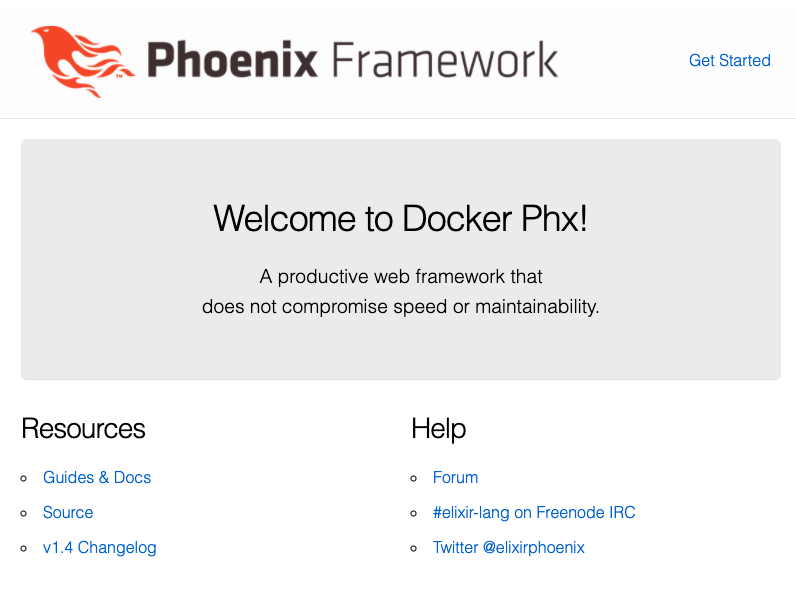 Phoenix Framework
Get Started
Welcome to Docker Phx!
A productive web framework that
does not compromise speed or maintainability.
Resources
Guides & Docs
Source
v1.4 Changelog
Help
Forum
#elixir-lang on Freenode IRC
Twitter @elixirphoenix